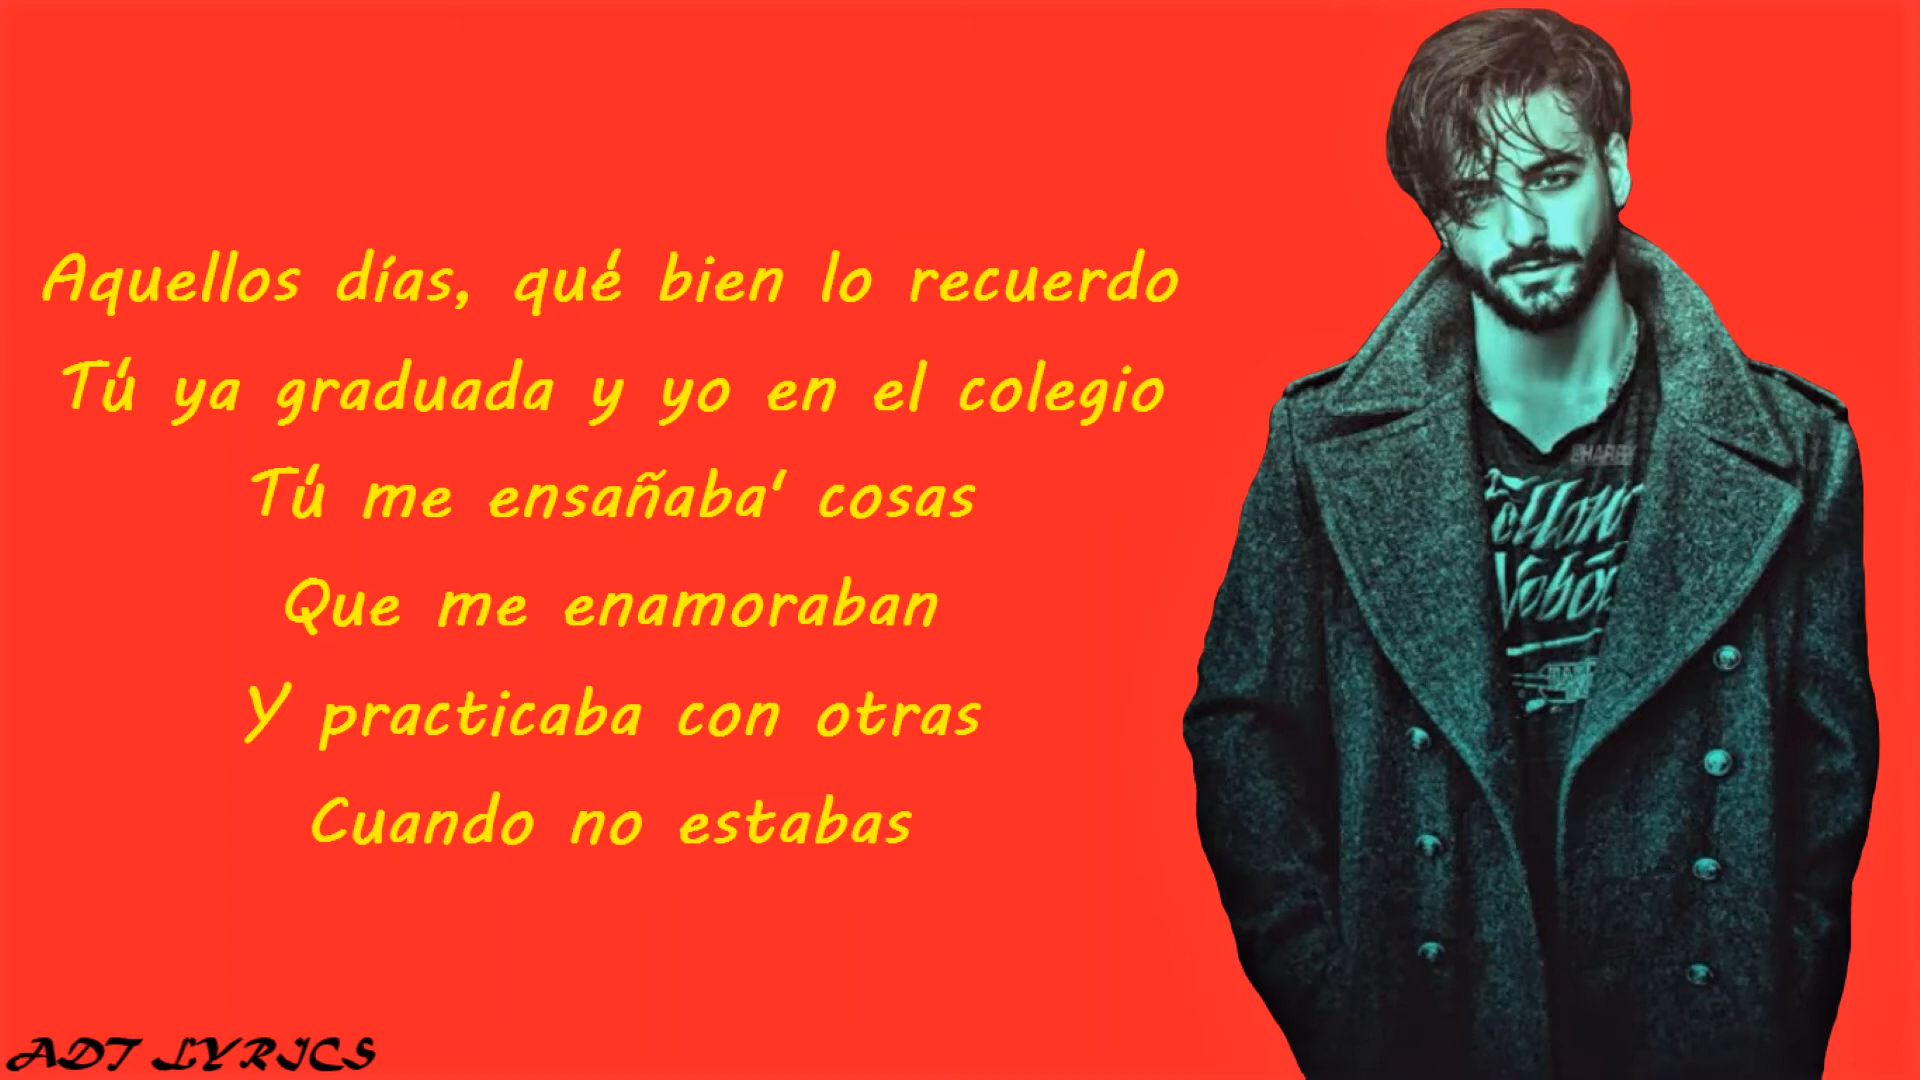 Aquellos días, qué bien lo recuerdo
Tú ya graduada y yo en el colegio
Tú me ensañaba' cosas
Que me enamoraban
Y practicaba con otras
Cuando no estabas
ADT LYRICS